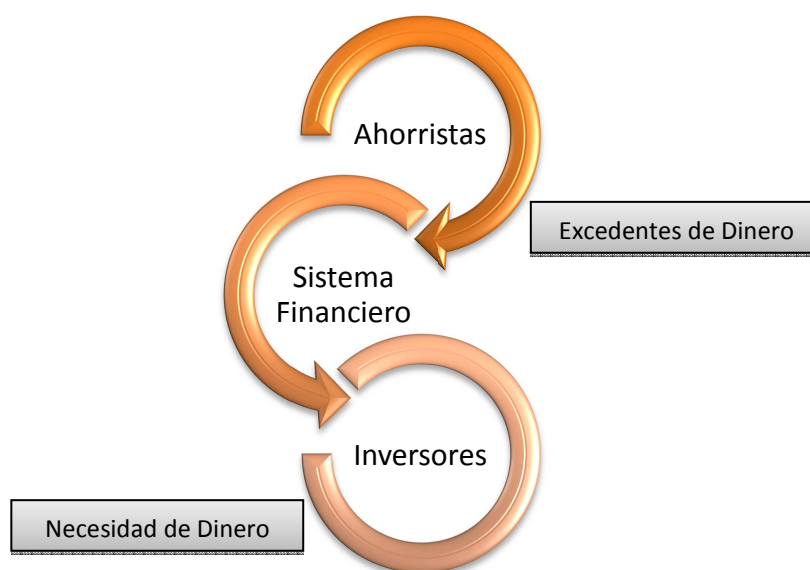 Ahorristas
Excedentes de Dinero
Sistema
Financiero
Inversores
Necesidad de Dinero